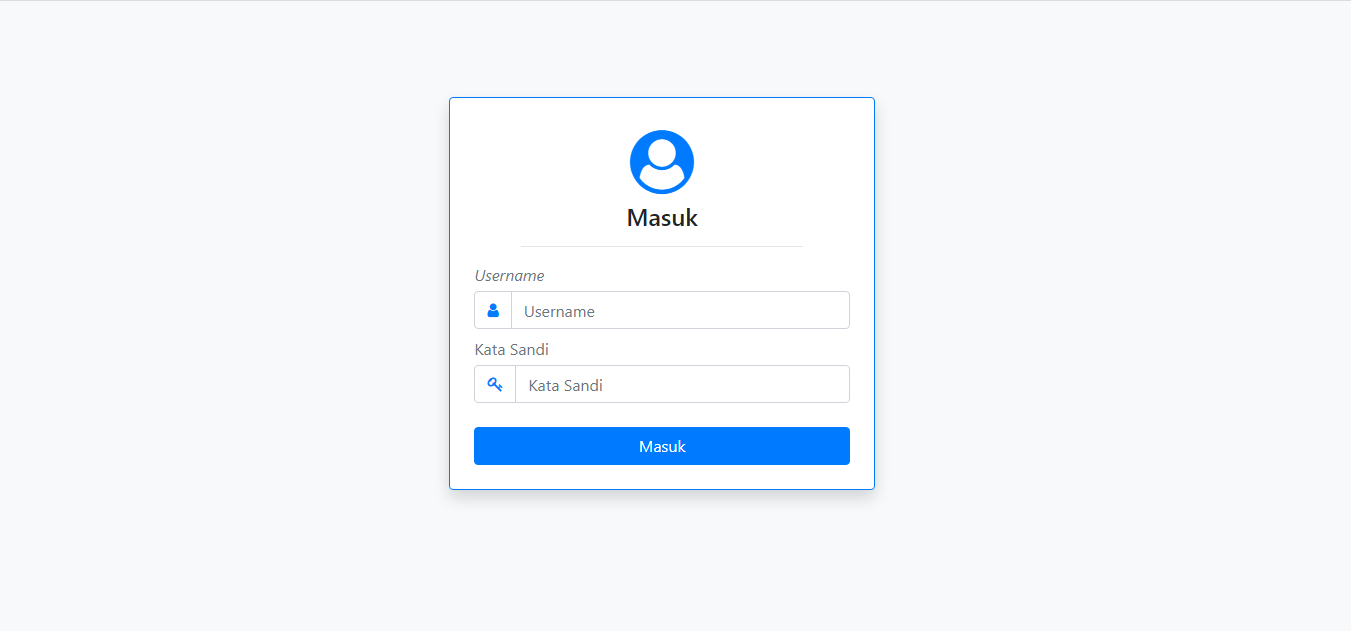 Masuk
Username
Username
Kata Sandi
Kata Sandi
Masuk